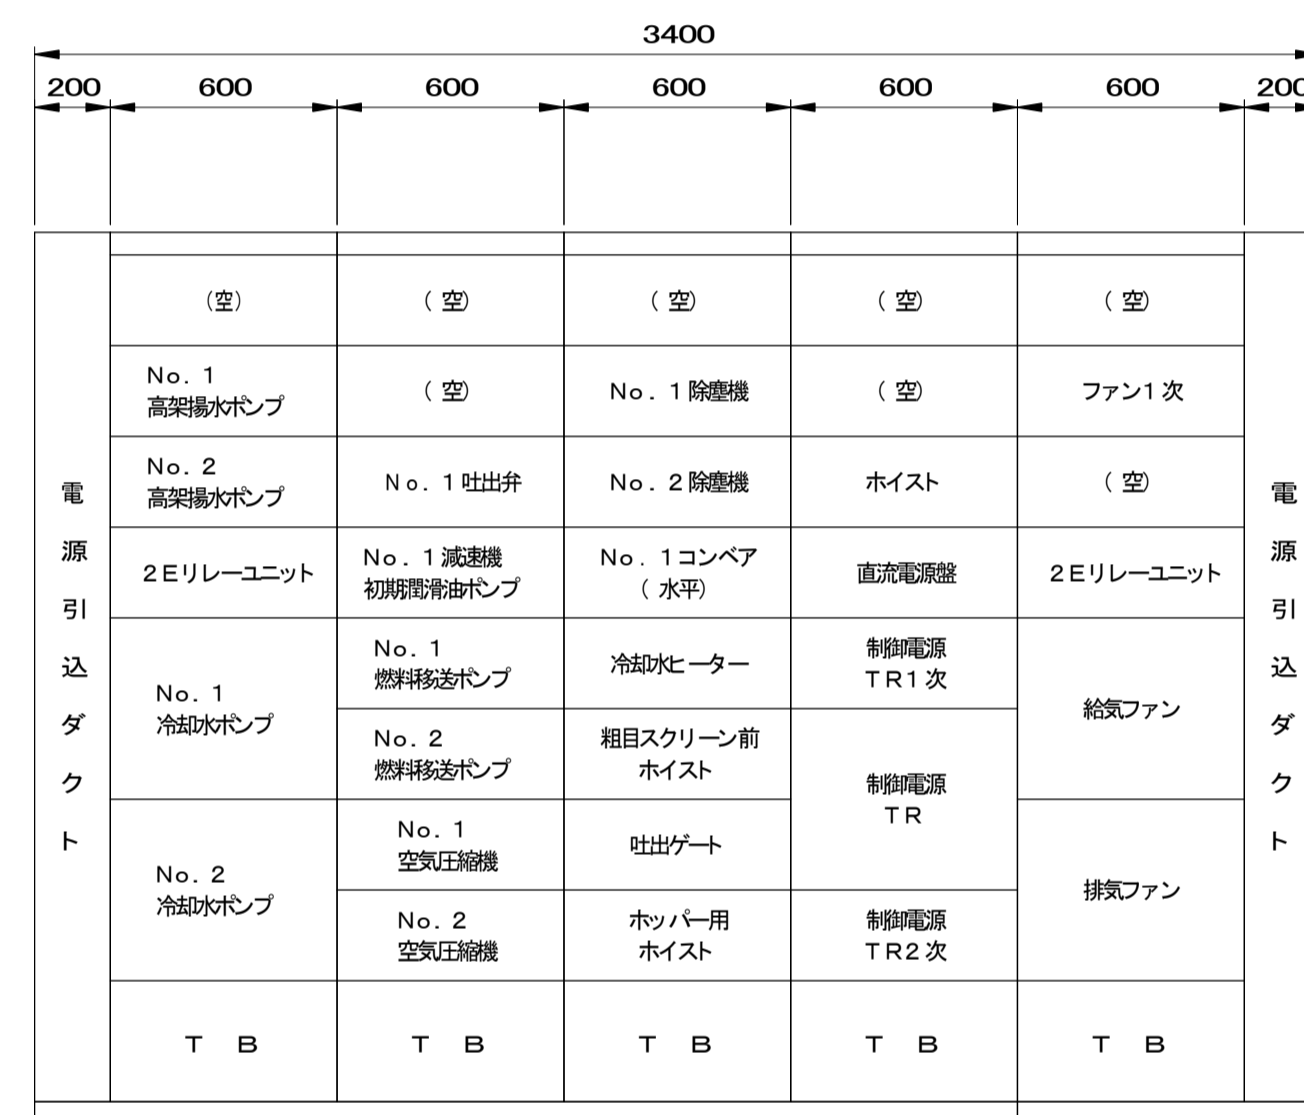 3400
200 600 600 600 600 600 200
(空) (空) (空) (空) (空)
No. 1
高架揚水ポンプ
(空)
No. 1 除塵機
(空)
ファン1次
No. 2
高架揚水ポンプ
No. 1 吐出弁
No. 2 除塵機
ホイスト
(空)
2Eリレーユニット
No. 1 減速機
初期潤滑油ポンプ
No. 1 コンベア
(水平)
直流電源盤
2Eリレーユニット
No. 1
冷却水ポンプ
No. 1
燃料移送ポンプ
冷却水ヒーター
制御電源
TR1次
給気ファン
No. 2
燃料移送ポンプ
粗目スクリーン前
ホイスト
制御電源
TR
No. 2
冷却水ポンプ
No. 1
空気圧縮機
吐出ゲート
排気ファン
No. 2
空気圧縮機
ホッパー用
ホイスト
制御電源
TR2次
TB TB TB TB TB
電源引込ダクト
電源引込ダクト